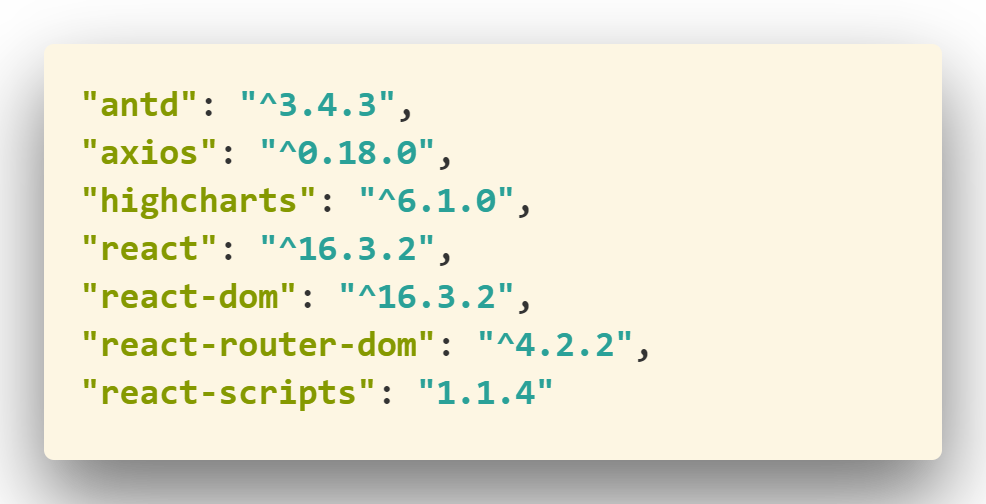 "antd": "^3.4.3",
"axios": "^0.18.0",
"highcharts": "^6.1.0",
"react": "^16.3.2",
"react-dom": "^16.3.2",
"react-router-dom": "^4.2.2",
"react-scripts": "1.1.4"